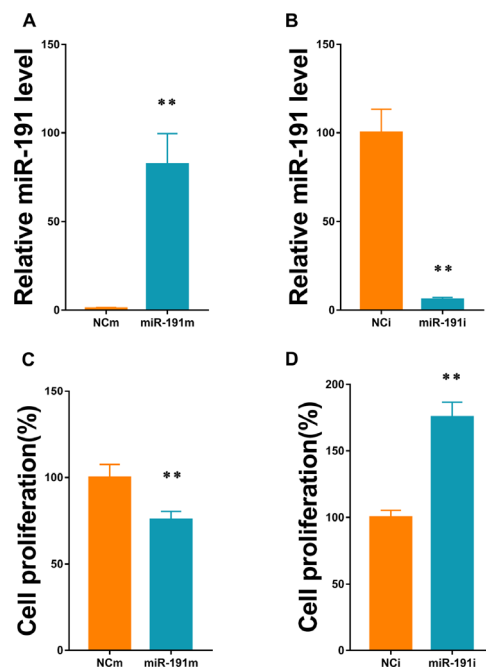 A
Relative miR-191 level
150
100
50
0
**
NCm miR-191m
B
Relative miR-191 level
150
100
50
0
**
NCi miR-191i
C
Cell proliferation(%)
150
100
50
0
**
NCm miR-191m
D
Cell proliferation(%)
200
150
100
50
0
**
NCi miR-191i